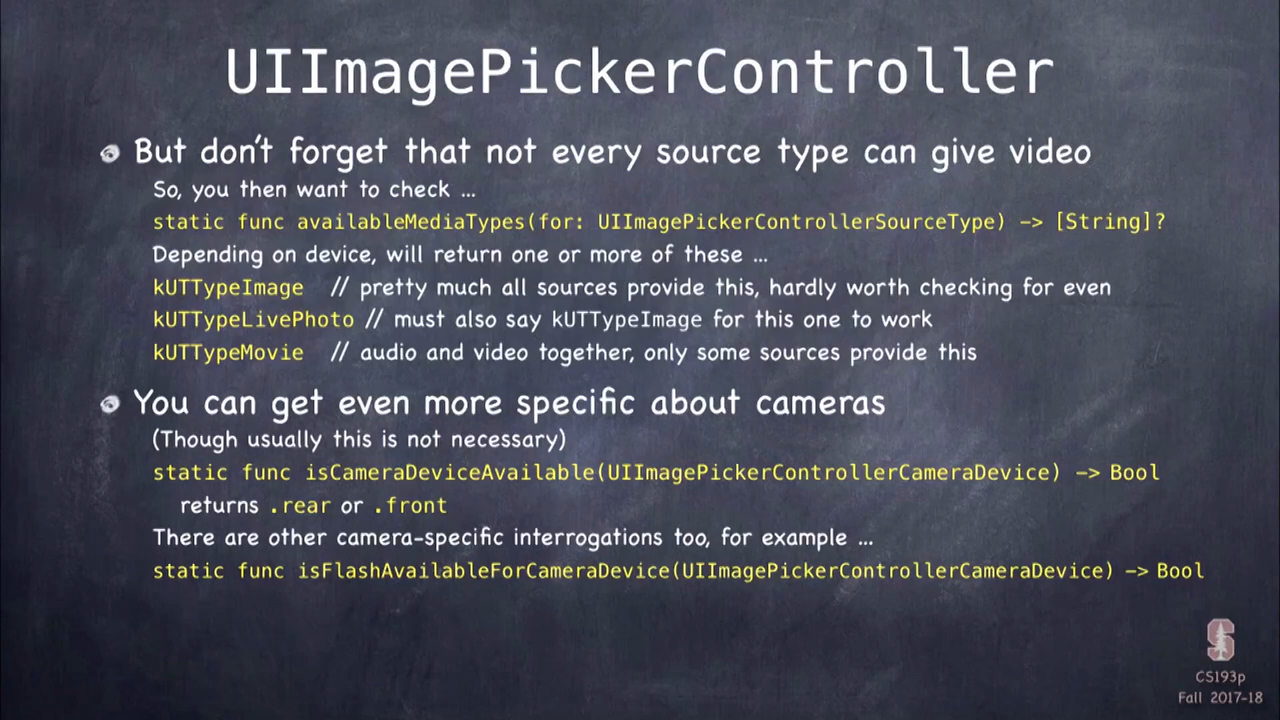 UIImagePickerController
But don't forget that not every source type can give video
So, you then want to check ...
static func availableMediaTypes(for: UIImagePickerControllerSourceType) -> [String]?
Depending on device, will return one or more of these ...
kUTTypeImage // pretty much all sources provide this, hardly worth checking for even
kUTTypeLivePhoto // must also say kUTTypeImage for this one to work
kUTTypeMovie // audio and video together, only some sources provide this
You can get even more specific about cameras
(Though usually this is not necessary)
static func isCameraDeviceAvailable(UIImagePickerControllerCameraDevice) -> Bool
returns .rear or .front
There are other camera-specific interrogations too, for example ...
static func isFlashAvailableForCameraDevice(UIImagePickerControllerCameraDevice) -> Bool
S
CS193p
Fall 2017-18